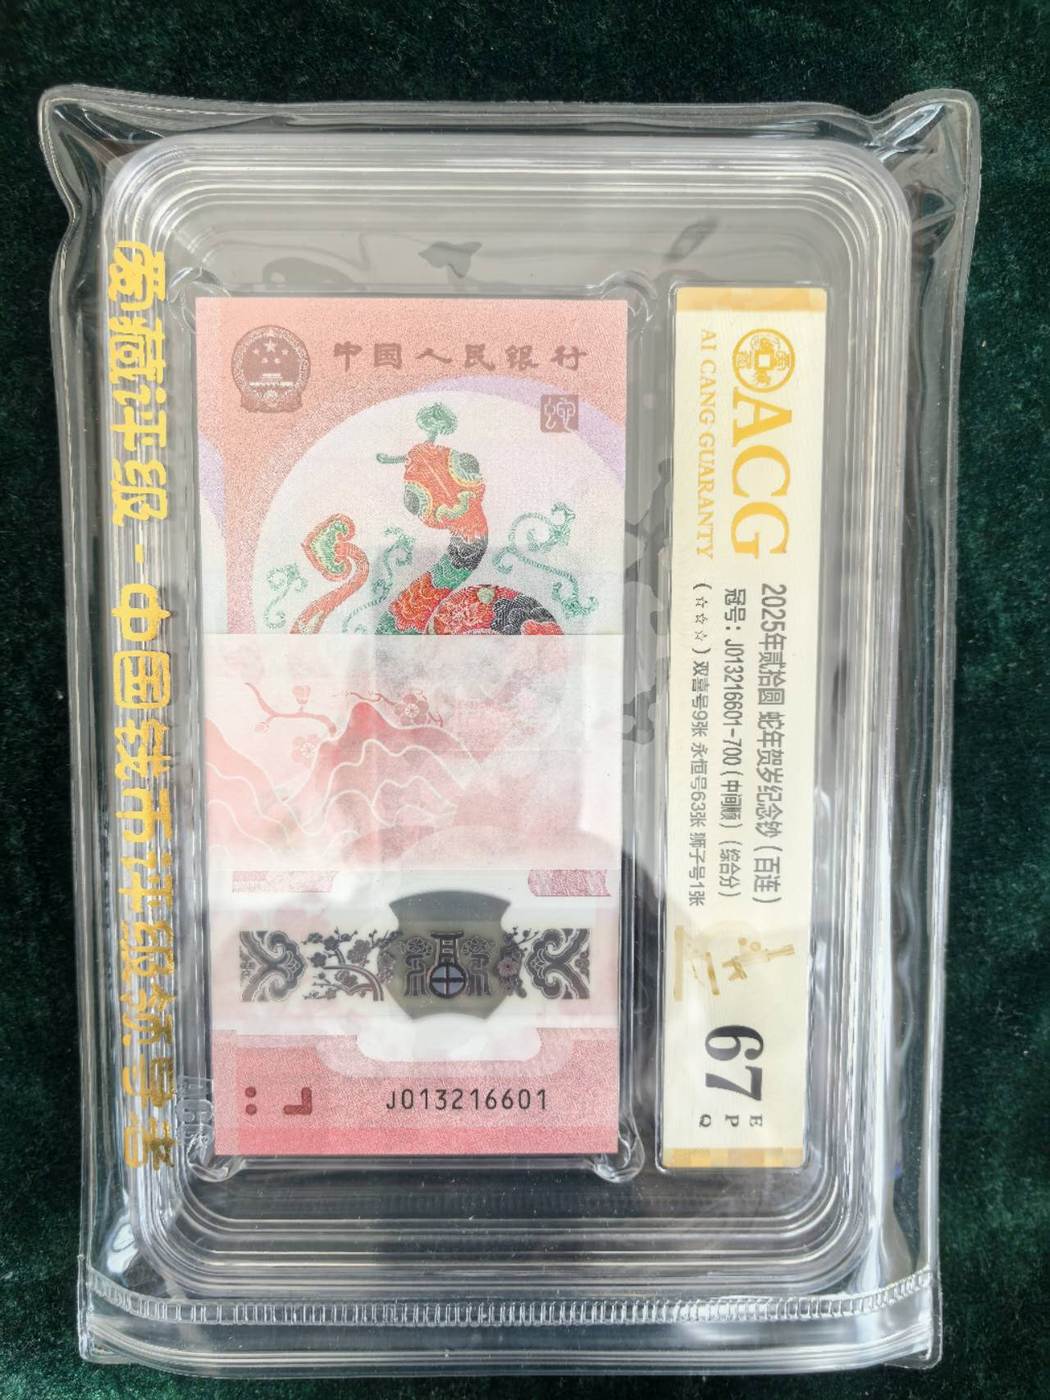 爱藏评级-中国钱币评级领导者
中国人民银行
J013216601
ACG
AI CANG GUARANTY
2025年贰拾圆 蛇年贺岁纪念钞（百连）
冠号：J013216601-700（中间顺）（综合分）
（☆☆☆）双喜号9张 永恒号63张 狮子号1张
67
E
P
Q